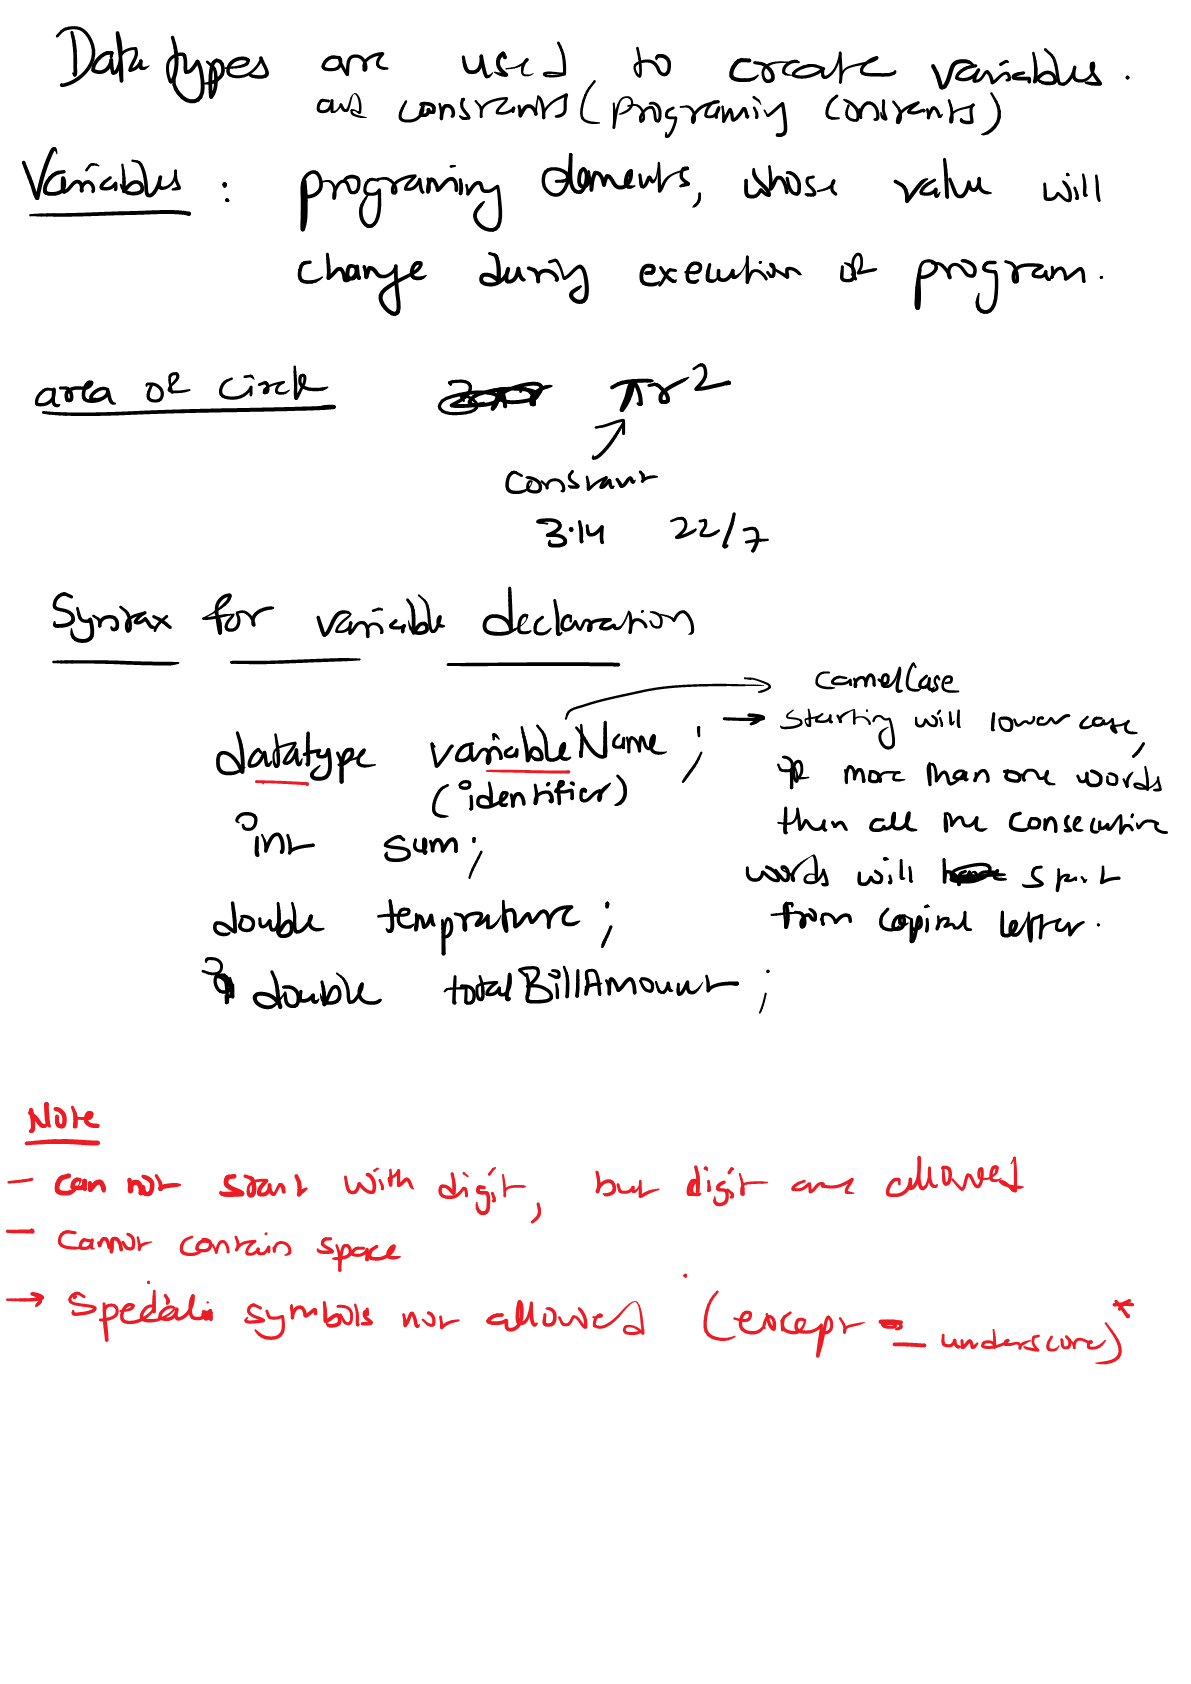 Data types are used to create variables.
and constants (programing constants)
Variables : programing elements, whose value will
change during execution of program.
area of circle πr2
constant
3.14 22/7
Syntax for variable declaration
camelCase
→ starting will lower case,
datatype variableName ;
if more than one words
(identifier)
then all the consecutive
int sum;
words will start
double temprature ;
from capital letter.
double totalBillAmount ;
Note
- can not start with digit, but digit are allowed
- cannot contain space
→ Special symbols not allowed (except _ underscore)*